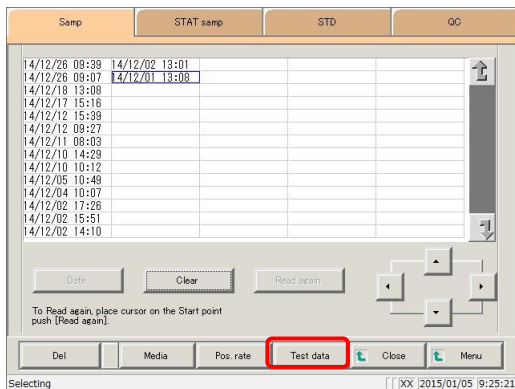 Samp STAT samp STD QC
14/12/26 09:39 14/12/02 13:01
14/12/26 09:07 14/12/01 13:08
14/12/18 13:08
14/12/17 15:16
14/12/12 15:39
14/12/12 09:27
14/12/11 08:03
14/12/10 14:29
14/12/10 10:12
14/12/05 10:49
14/12/04 10:07
14/12/02 17:26
14/12/02 15:51
14/12/02 14:10
Date Clear Read again
To Read again, place cursor on the Start point
push [Read again].
Del Media Pos. rate Test data Close Menu
Selecting XX 2015/01/05 9:25:21